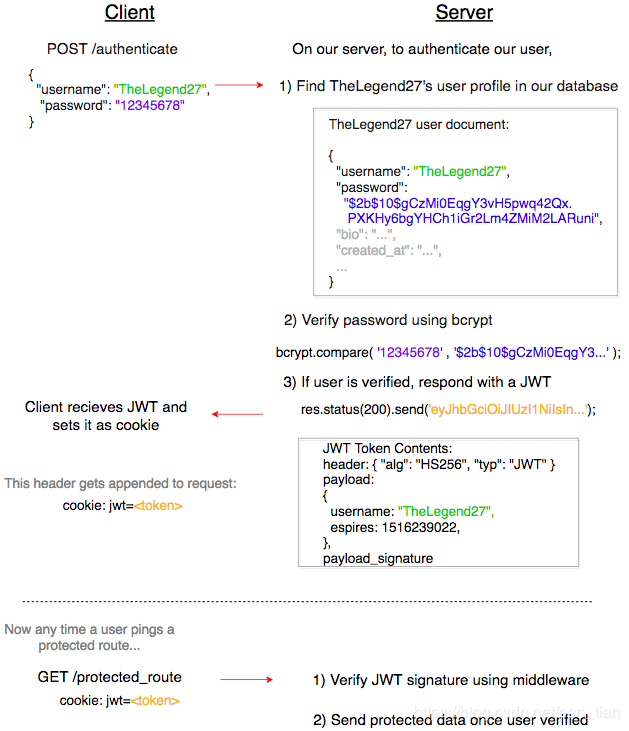 Client
Server
POST /authenticate
On our server, to authenticate our user,
{
"username": "TheLegend27",
"password": "12345678"
}
1) Find TheLegend27's user profile in our database
TheLegend27 user document:
{
"username": "TheLegend27",
"password":
"$2b$10$gCzMi0EqgY3vH5pwq42Qx.
PXKHy6bgYHCh1iGr2Lm4ZMiM2LARuni",
"bio": "...",
"created_at": "...",
...
}
2) Verify password using bcrypt
bcrypt.compare( '12345678' , '$2b$10$gCzMi0EqgY3...' );
3) If user is verified, respond with a JWT
Client recieves JWT and
sets it as cookie
res.status(200).send('eyJhbGciOiJIUzI1NiIsIn...');
JWT Token Contents:
header: { "alg": "HS256", "typ": "JWT" }
payload:
{
username: "TheLegend27",
espires: 1516239022,
},
payload_signature
This header gets appended to request:
cookie: jwt=<token>
Now any time a user pings a
protected route...
GET /protected_route
cookie: jwt=<token>
1) Verify JWT signature using middleware
2) Send protected data once user verified